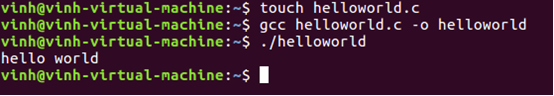 vinh@vinh-virtual-machine:~$ touch helloworld.c
vinh@vinh-virtual-machine:~$ gcc helloworld.c -o helloworld
vinh@vinh-virtual-machine:~$ ./helloworld
hello world
vinh@vinh-virtual-machine:~$